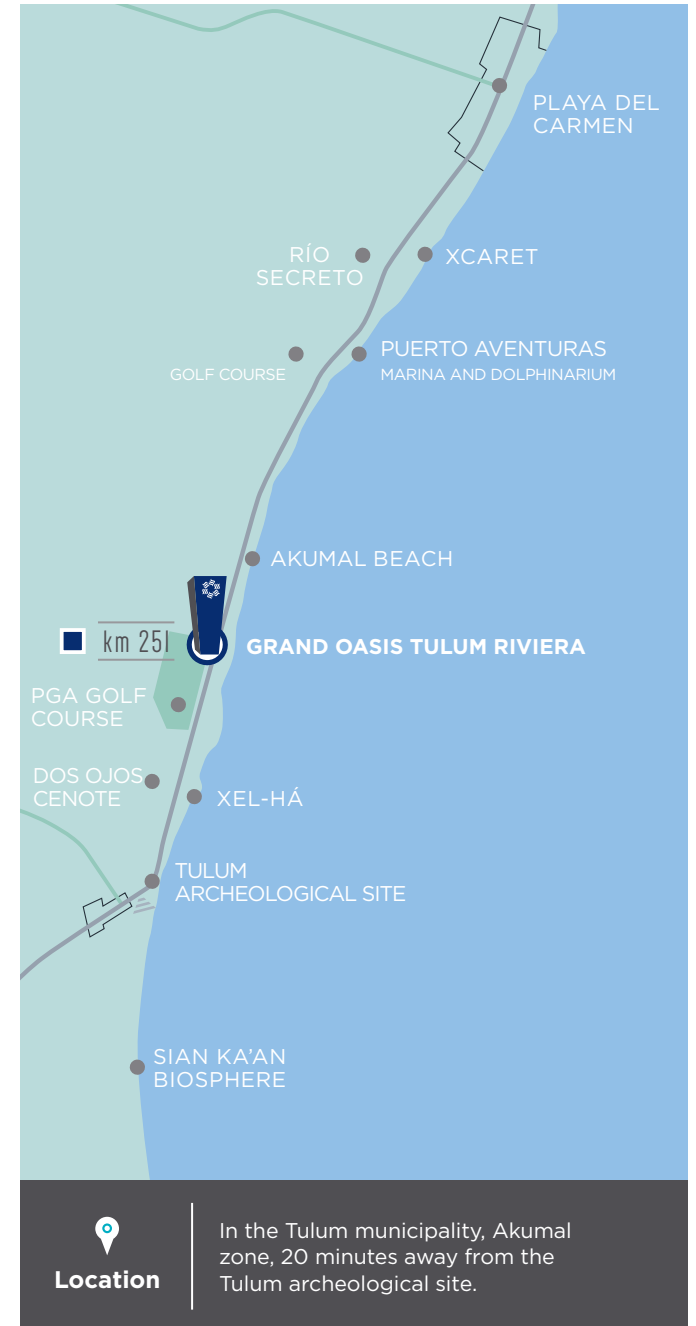 PLAYA DEL
CARMEN
RÍO
SECRETO
XCARET
PUERTO AVENTURAS
MARINA AND DOLPHINARIUM
GOLF COURSE
AKUMAL BEACH
km 251
GRAND OASIS TULUM RIVIERA
PGA GOLF
COURSE
DOS OJOS
CENOTE
XEL-HÁ
TULUM
ARCHEOLOGICAL SITE
SIAN KA'AN
BIOSPHERE
Location
In the Tulum municipality, Akumal
zone, 20 minutes away from the
Tulum archeological site.